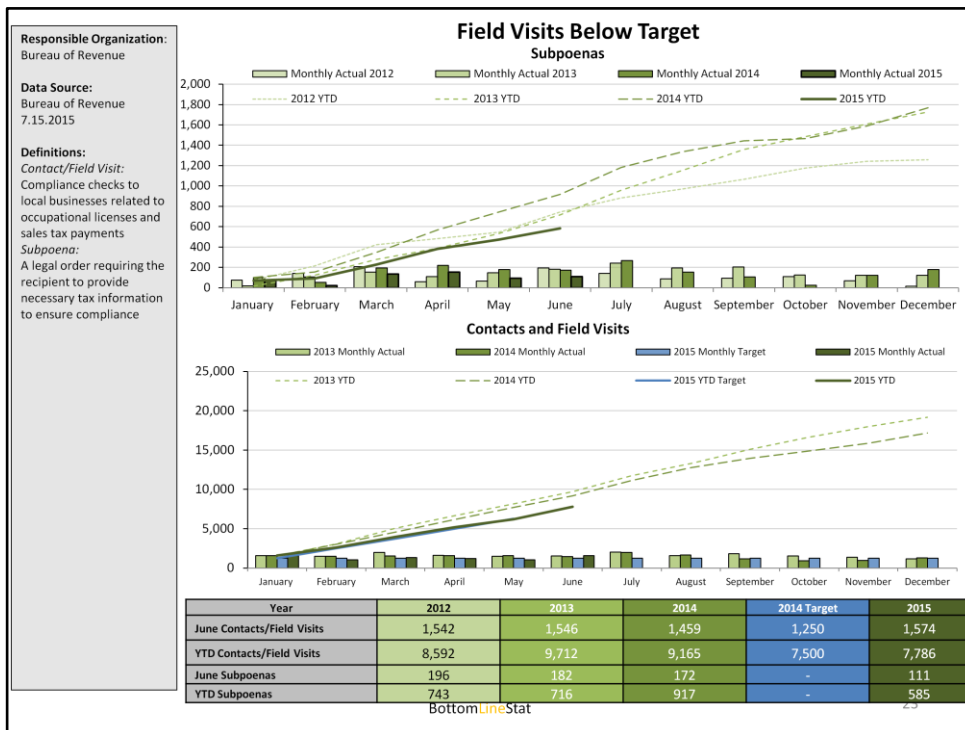 Responsible Organization:
Bureau of Revenue
Data Source:
Bureau of Revenue
7.15.2015
Definitions:
Contact/Field Visit:
Compliance checks to
local businesses related to
occupational licenses and
sales tax payments
Subpoena:
A legal order requiring the
recipient to provide
necessary tax information
to ensure compliance
Field Visits Below Target
Subpoenas
Monthly Actual 2012 Monthly Actual 2013 Monthly Actual 2014 Monthly Actual 2015
2012 YTD 2013 YTD 2014 YTD 2015 YTD
2,000
1,800
1,600
1,400
1,200
1,000
800
600
400
200
0
January February March April May June July August September October November December
Contacts and Field Visits
2013 Monthly Actual 2014 Monthly Actual 2015 Monthly Target 2015 Monthly Actual
2013 YTD 2014 YTD 2015 YTD Target 2015 YTD
25,000
20,000
15,000
10,000
5,000
0
January February March April May June July August September October November December
Year 2012 2013 2014 2014 Target 2015
June Contacts/Field Visits 1,542 1,546 1,459 1,250 1,574
YTD Contacts/Field Visits 8,592 9,712 9,165 7,500 7,786
June Subpoenas 196 182 172 - 111
YTD Subpoenas 743 716 917 - 585
BottomLineStat